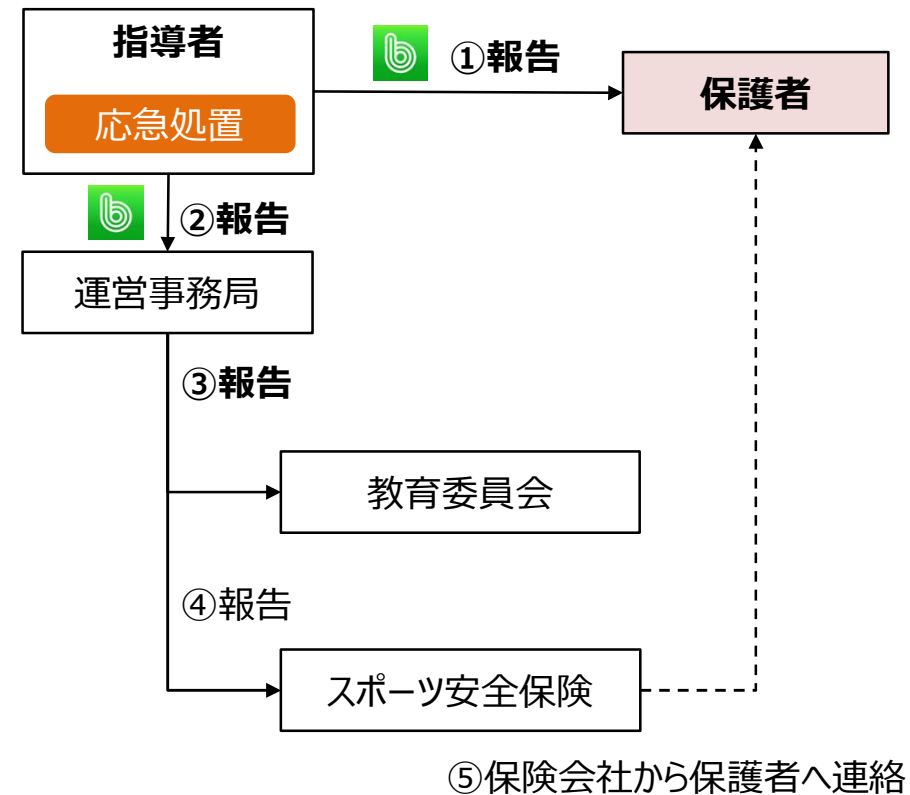 指導者
応急処置
①報告
保護者
②報告
運営事務局
③報告
教育委員会
④報告
スポーツ安全保険
⑤保険会社から保護者へ連絡